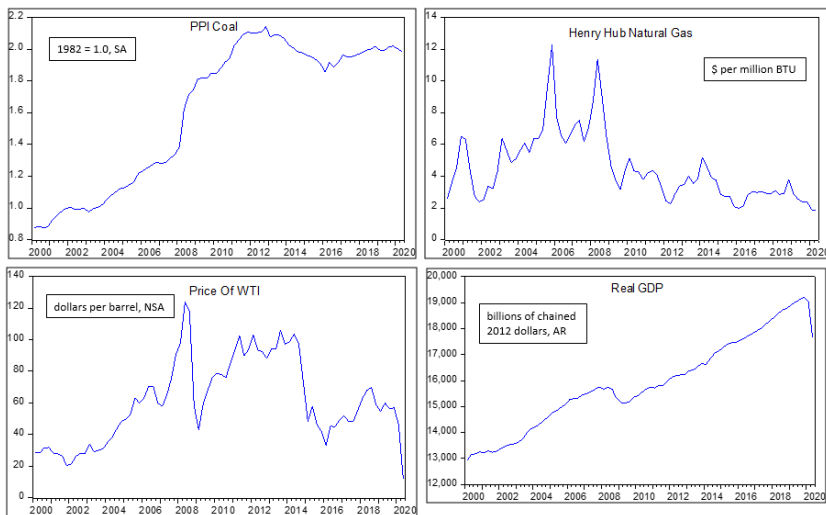 PPI Coal
1982 = 1.0, SA
2.2
2.0
1.8
1.6
1.4
1.2
1.0
0.8
2000 2002 2004 2006 2008 2010 2012 2014 2016 2018 2020
Henry Hub Natural Gas
$ per million BTU
14
12
10
8
6
4
2
0
2000 2002 2004 2006 2008 2010 2012 2014 2016 2018 2020
Price Of WTI
dollars per barrel, NSA
140
120
100
80
60
40
20
0
2000 2002 2004 2006 2008 2010 2012 2014 2016 2018 2020
Real GDP
billions of chained
2012 dollars, AR
20,000
19,000
18,000
17,000
16,000
15,000
14,000
13,000
12,000
2000 2002 2004 2006 2008 2010 2012 2014 2016 2018 2020